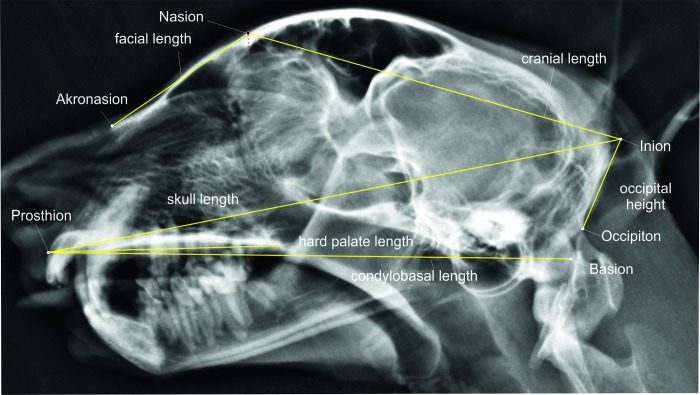 Nasion
facial length
cranial length
Akronasion
Inion
skull length
occipital
height
Prosthion
Occipiton
hard palate length
Basion
condylobasal length